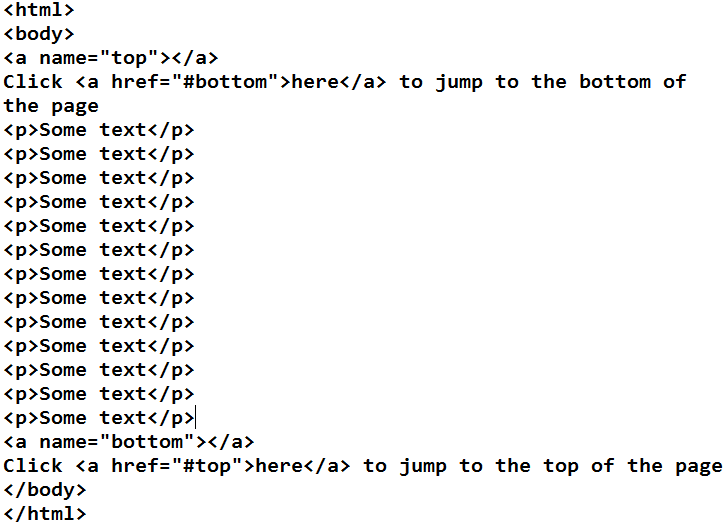 <html>
<body>
<a name="top"></a>
Click <a href="#bottom">here</a> to jump to the bottom of
the page
<p>Some text</p>
<p>Some text</p>
<p>Some text</p>
<p>Some text</p>
<p>Some text</p>
<p>Some text</p>
<p>Some text</p>
<p>Some text</p>
<p>Some text</p>
<p>Some text</p>
<p>Some text</p>
<p>Some text</p>
<p>Some text</p>
<a name="bottom"></a>
Click <a href="#top">here</a> to jump to the top of the page
</body>
</html>